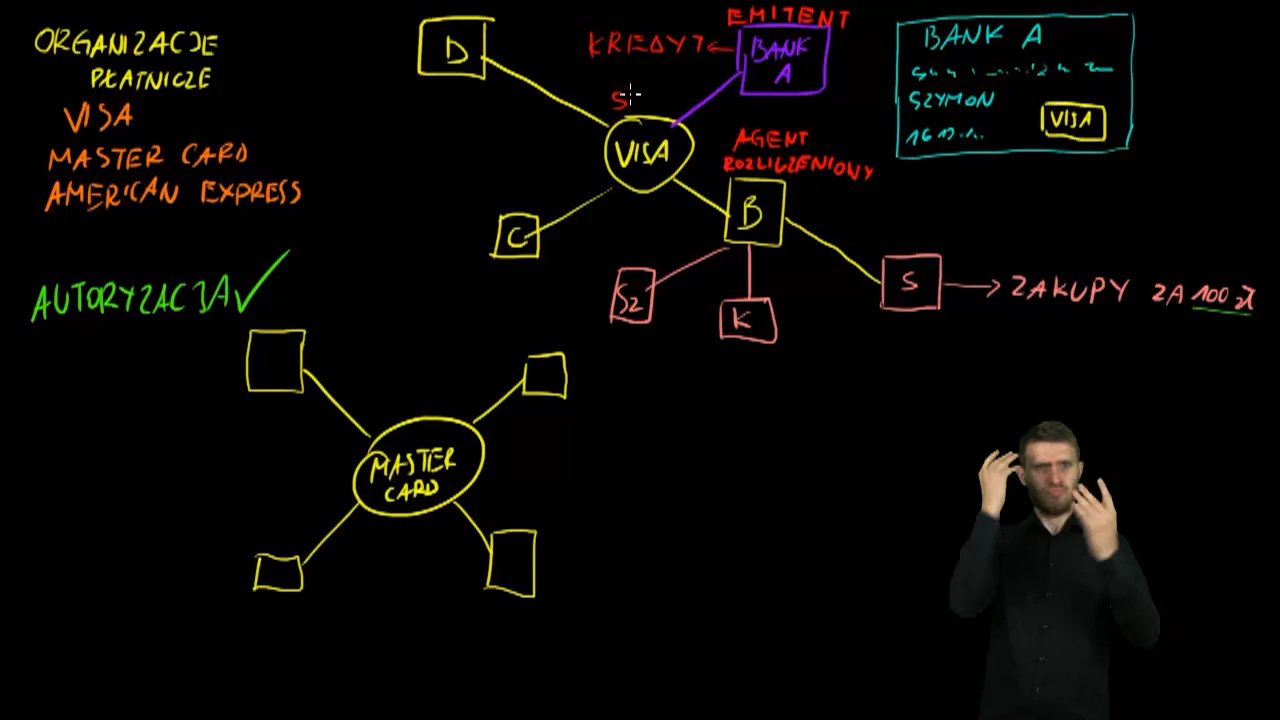 ORGANIZACJE
PŁATNICZE
VISA
MASTER CARD
AMERICAN EXPRESS
AUTORYZACJA
D
KREDYT
EMITENT
BANK
A
S
VISA
AGENT
ROZLICZENIOWY
B
C
S2
K
S
ZAKUPY ZA 100 zł
BANK A
SZYMON
VISA
MASTER
CARD